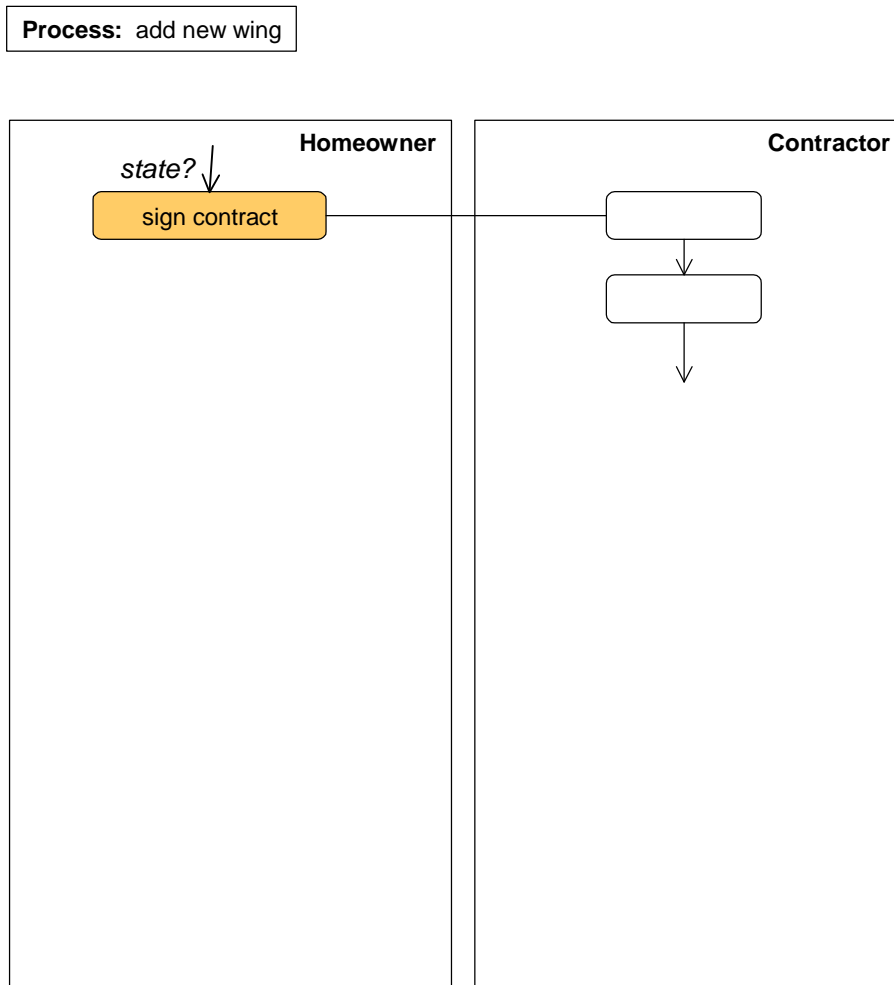 Process: add new wing
Homeowner
Contractor
state?
sign contract